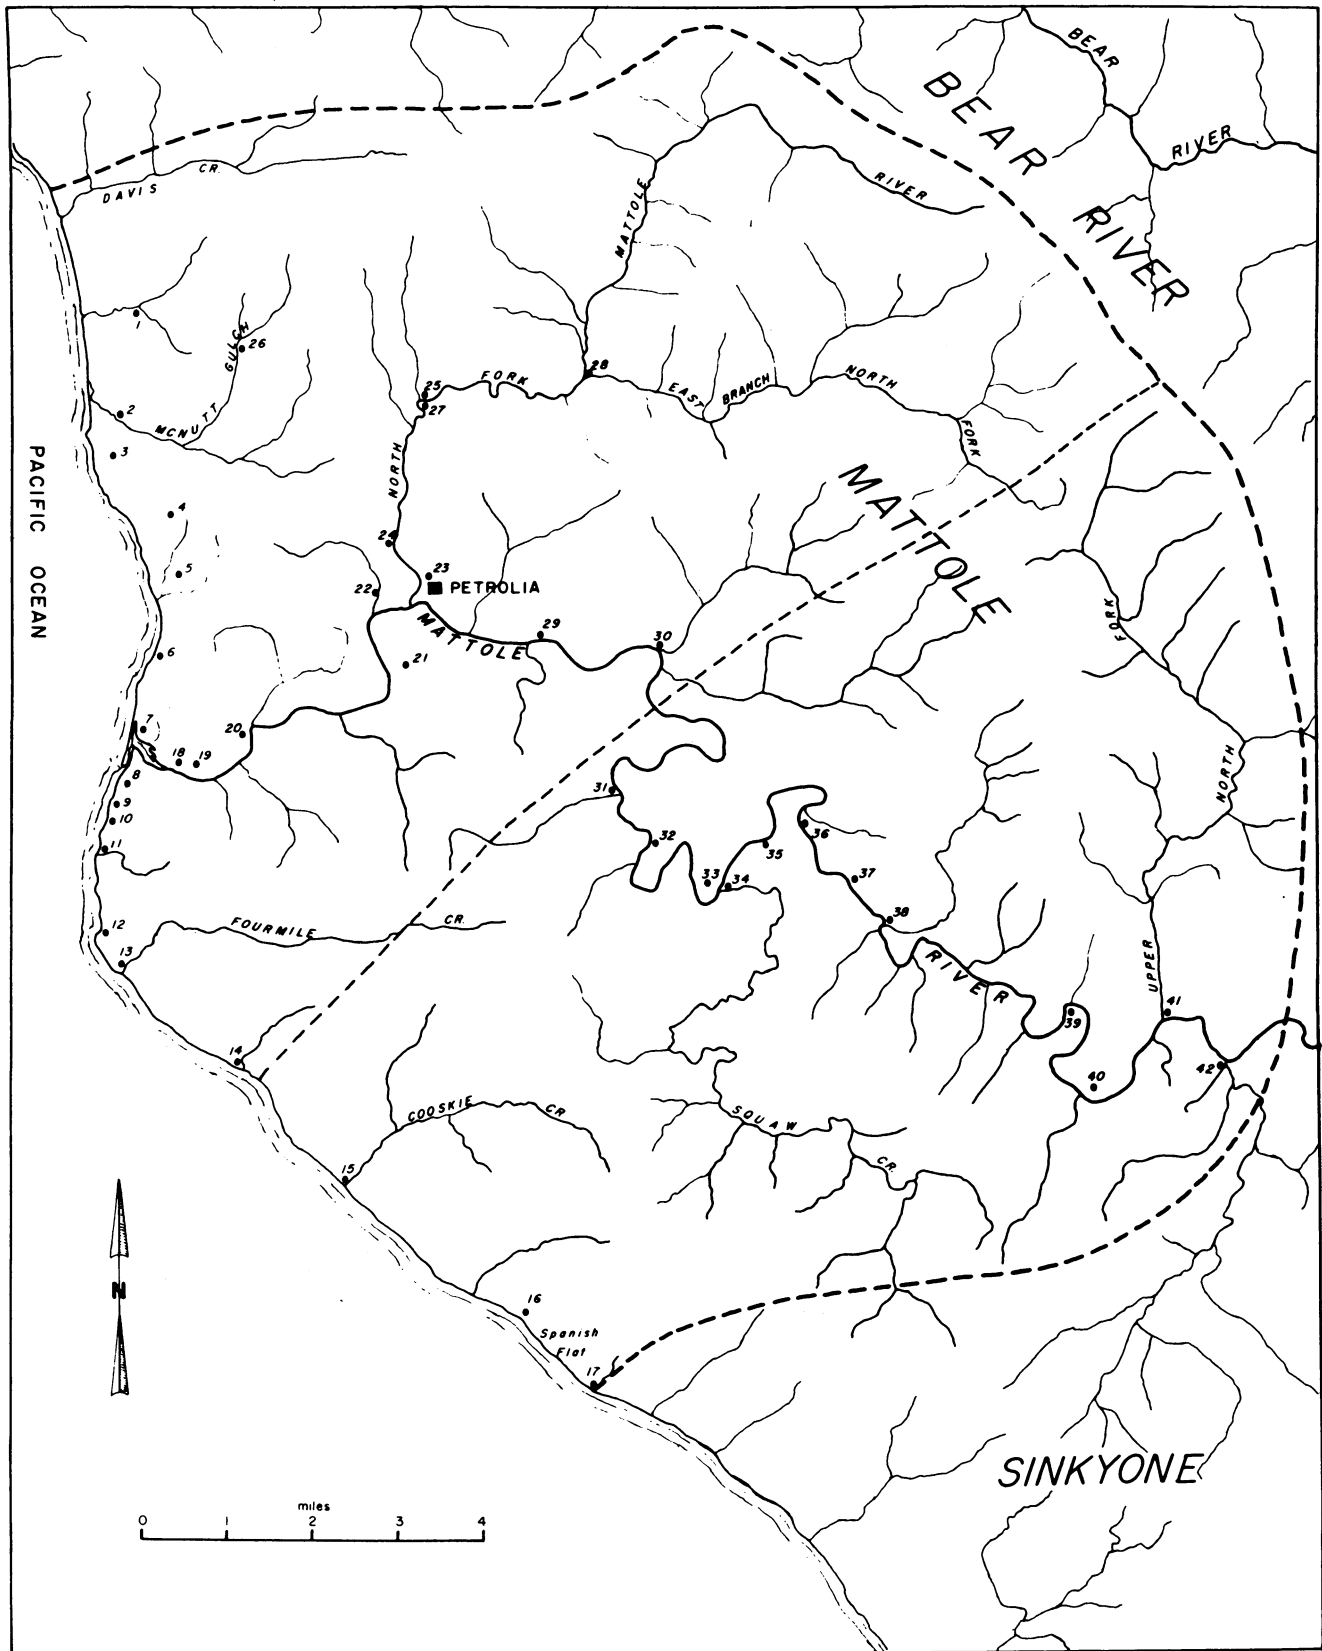 BEAR
RIVER
BEAR
RIVER
DAVIS CR.
MATTOLE
RIVER
1
MCNUTT GULCH
26
2
3
4
5
6
7
8
9
10
11
12
13
14
15
16
17
18
19
20
21
22
23
24
25
27
28
29
30
31
32
33
34
35
36
37
38
39
40
41
42
NORTH
FORK
EAST BRANCH NORTH FORK
MATTOLE
PETROLIA
MATTOLE
RIVER
UPPER
NORTH
FORK
PACIFIC OCEAN
FOURMILE CR.
COOSKIE CR
SQUAW CR.
Spanish
Flat
SINKYONE
N
miles
0 1 2 3 4